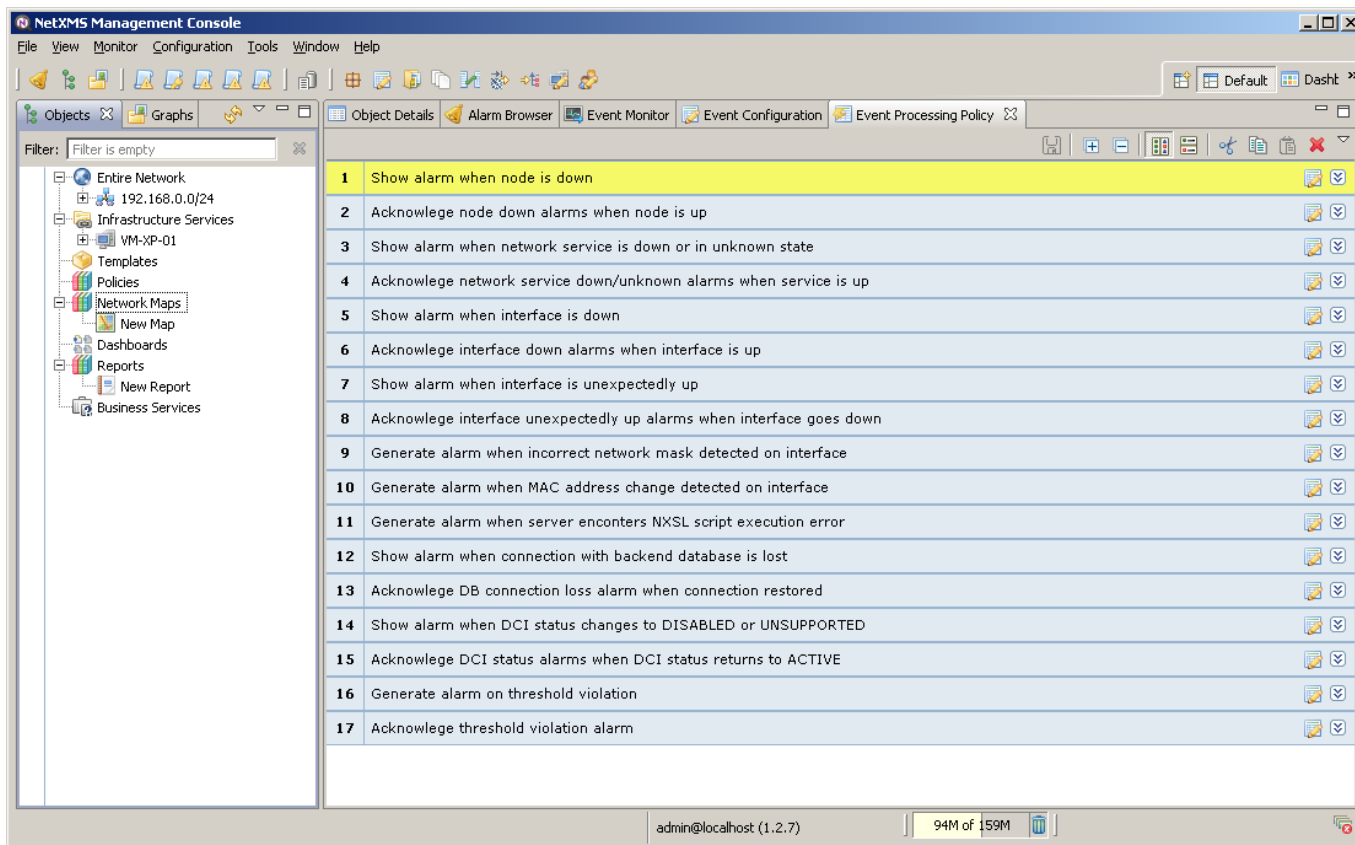 NetXMS Management Console
File View Monitor Configuration Tools Window Help
Default Dasht
Objects Graphs
Object Details Alarm Browser Event Monitor Event Configuration Event Processing Policy
Filter: Filter is empty
Entire Network
192.168.0.0/24
Infrastructure Services
VM-XP-01
Templates
Policies
Network Maps
New Map
Dashboards
Reports
New Report
Business Services
1 Show alarm when node is down
2 Acknowlege node down alarms when node is up
3 Show alarm when network service is down or in unknown state
4 Acknowlege network service down/unknown alarms when service is up
5 Show alarm when interface is down
6 Acknowlege interface down alarms when interface is up
7 Show alarm when interface is unexpectedly up
8 Acknowlege interface unexpectedly up alarms when interface goes down
9 Generate alarm when incorrect network mask detected on interface
10 Generate alarm when MAC address change detected on interface
11 Generate alarm when server enconters NXSL script execution error
12 Show alarm when connection with backend database is lost
13 Acknowlege DB connection loss alarm when connection restored
14 Show alarm when DCI status changes to DISABLED or UNSUPPORTED
15 Acknowlege DCI status alarms when DCI status returns to ACTIVE
16 Generate alarm on threshold violation
17 Acknowlege threshold violation alarm
admin@localhost (1.2.7) 94M of 159M